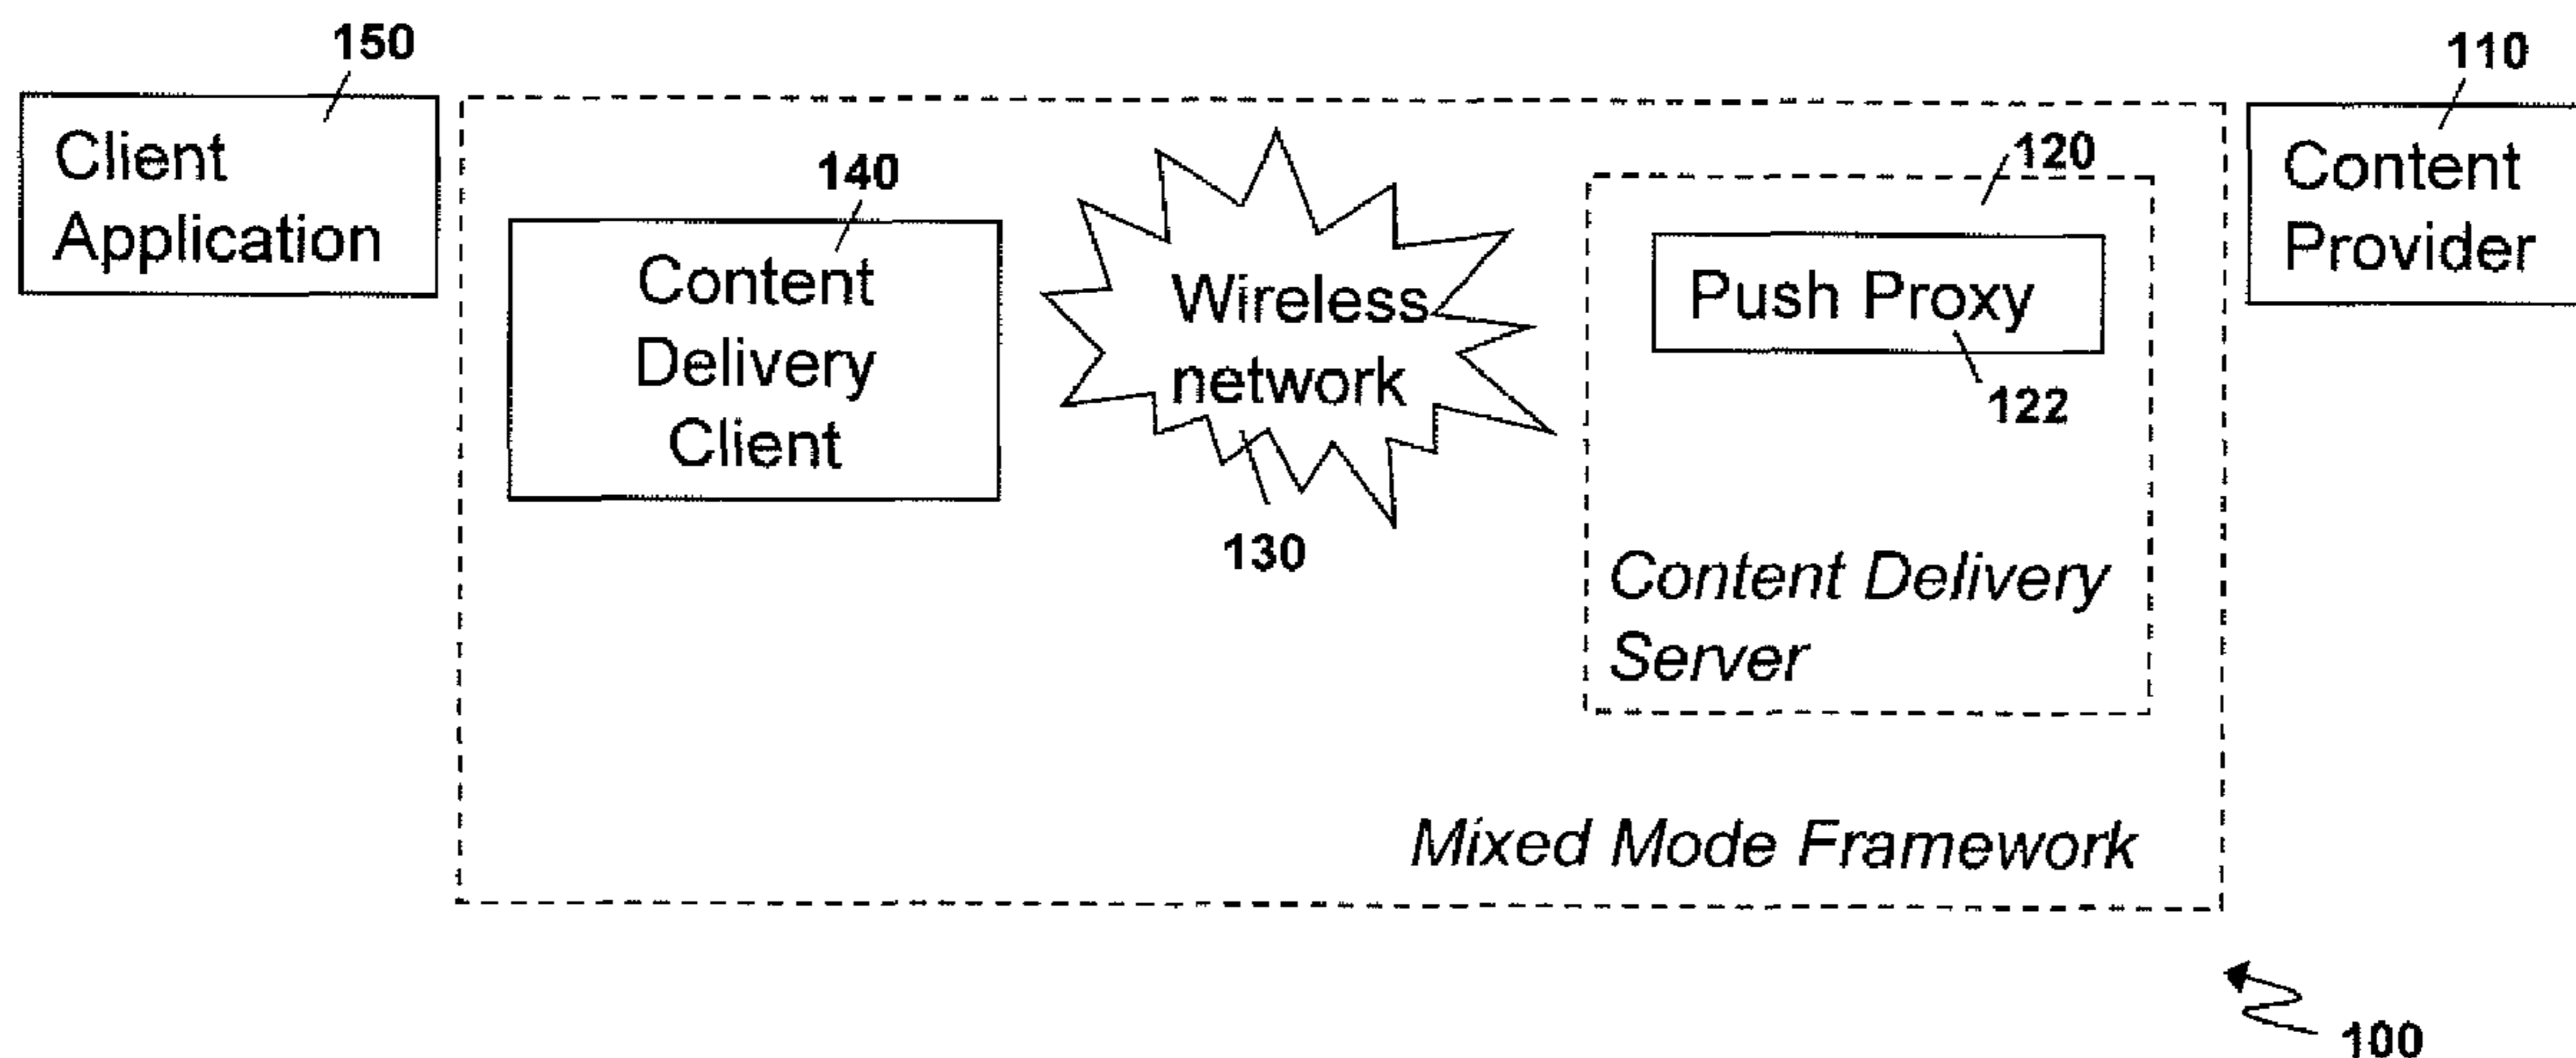 150
Client
Application
140
Content
Delivery
Client
Wireless
network
130
120
Push Proxy
122
Content Delivery
Server
Mixed Mode Framework
110
Content
Provider
100